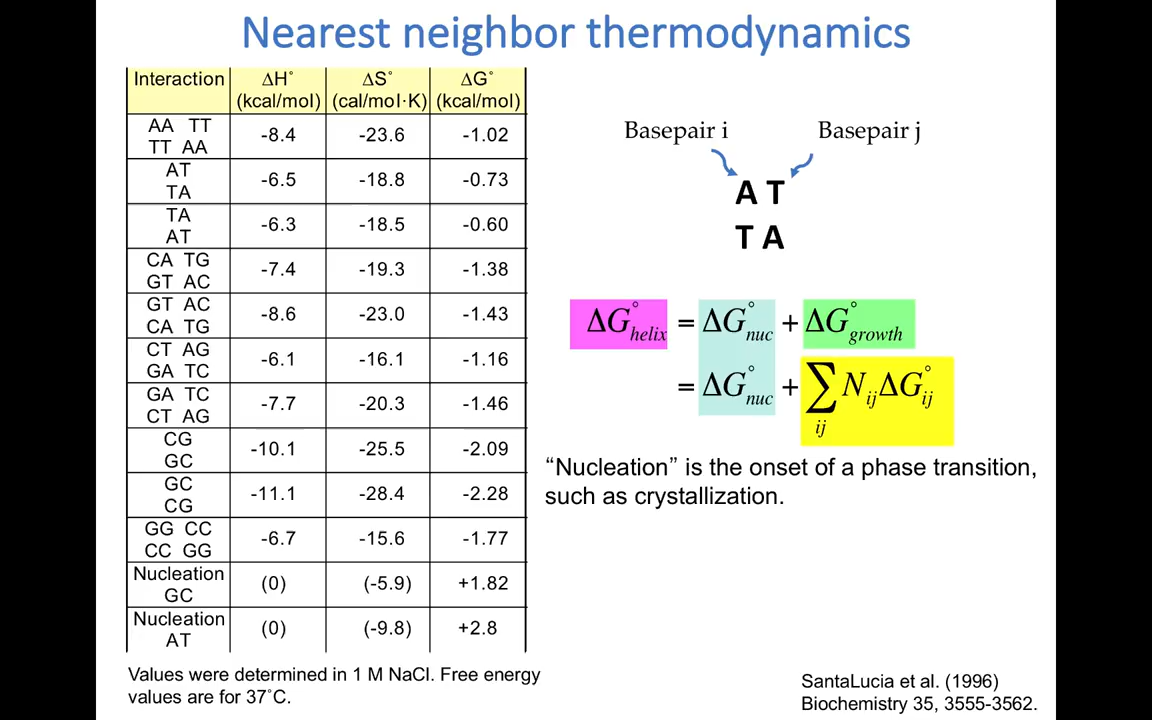 Nearest neighbor thermodynamics
Interaction ΔH° ΔS° ΔG°
(kcal/mol) (cal/mol·K) (kcal/mol)
AA TT
TT AA
-8.4 -23.6 -1.02
AT
TA
-6.5 -18.8 -0.73
TA
AT
-6.3 -18.5 -0.60
CA TG
GT AC
-7.4 -19.3 -1.38
GT AC
CA TG
-8.6 -23.0 -1.43
CT AG
GA TC
-6.1 -16.1 -1.16
GA TC
CT AG
-7.7 -20.3 -1.46
CG
GC
-10.1 -25.5 -2.09
GC
CG
-11.1 -28.4 -2.28
GG CC
CC GG
-6.7 -15.6 -1.77
Nucleation
GC
(0) (-5.9) +1.82
Nucleation
AT
(0) (-9.8) +2.8
Values were determined in 1 M NaCl. Free energy
values are for 37˚C.
Basepair i Basepair j
A T
T A
ΔG°helix = ΔG°nuc + ΔG°growth
= ΔG°nuc + ∑ij Nij ΔG°ij
“Nucleation” is the onset of a phase transition,
such as crystallization.
SantaLucia et al. (1996)
Biochemistry 35, 3555-3562.